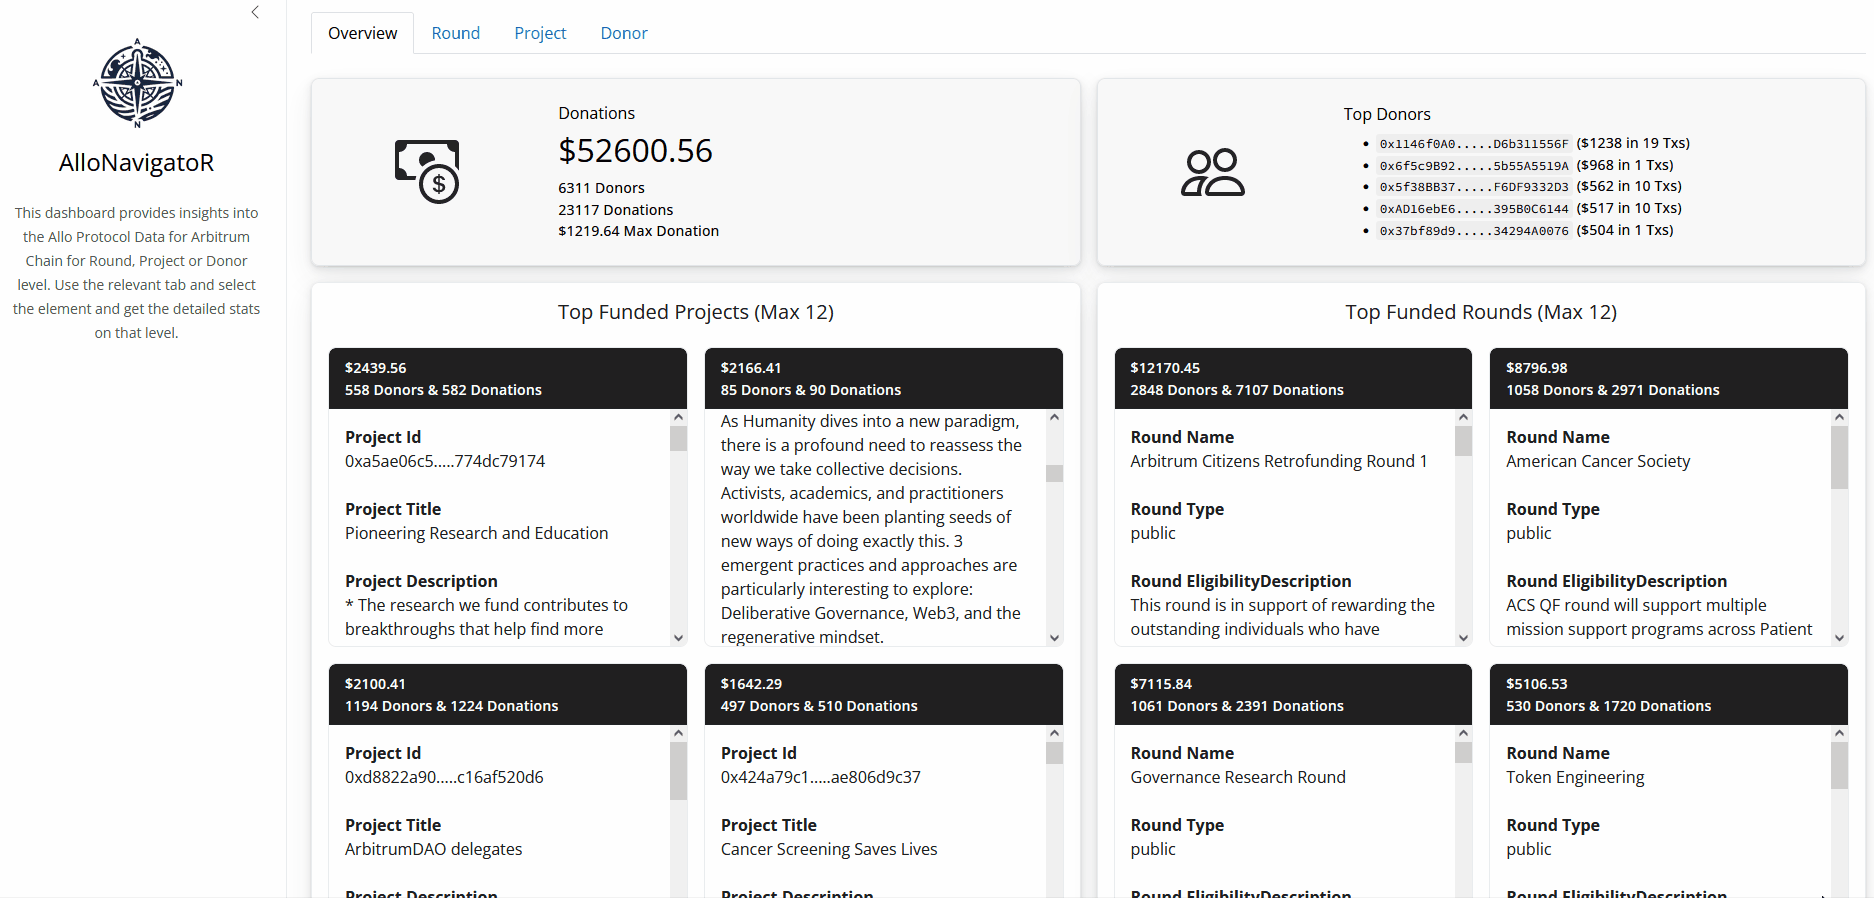 AlloNavigatoR
This dashboard provides insights into
the Allo Protocol Data for Arbitrum
Chain for Round, Project or Donor
level. Use the relevant tab and select
the element and get the detailed stats
on that level.
Overview Round Project Donor
Donations
$52600.56
6311 Donors
23117 Donations
$1219.64 Max Donation
Top Donors
0x1146f0A0.....D6b311556F ($1238 in 19 Txs)
0x6f5c9B92.....5b55A5519A ($968 in 1 Txs)
0x5f38BB37.....F6DF9332D3 ($562 in 10 Txs)
0xAD16ebE6.....395B0C6144 ($517 in 10 Txs)
0x37bf89d9.....34294A0076 ($504 in 1 Txs)
Top Funded Projects (Max 12)
$2439.56
558 Donors & 582 Donations
Project Id
0xa5ae06c5.....774dc79174
Project Title
Pioneering Research and Education
Project Description
* The research we fund contributes to
breakthroughs that help find more
$2166.41
85 Donors & 90 Donations
As Humanity dives into a new paradigm,
there is a profound need to reassess the
way we take collective decisions.
Activists, academics, and practitioners
worldwide have been planting seeds of
new ways of doing exactly this. 3
emergent practices and approaches are
particularly interesting to explore:
Deliberative Governance, Web3, and the
regenerative mindset.
$2100.41
1194 Donors & 1224 Donations
Project Id
0xd8822a90.....c16af520d6
Project Title
ArbitrumDAO delegates
Project Description
$1642.29
497 Donors & 510 Donations
Project Id
0x424a79c1.....ae806d9c37
Project Title
Cancer Screening Saves Lives
Project Description
Top Funded Rounds (Max 12)
$12170.45
2848 Donors & 7107 Donations
Round Name
Arbitrum Citizens Retrofunding Round 1
Round Type
public
Round EligibilityDescription
This round is in support of rewarding the
outstanding individuals who have
$8796.98
1058 Donors & 2971 Donations
Round Name
American Cancer Society
Round Type
public
Round EligibilityDescription
ACS QF round will support multiple
mission support programs across Patient
$7115.84
1061 Donors & 2391 Donations
Round Name
Governance Research Round
Round Type
public
Round EligibilityDescription
$5106.53
530 Donors & 1720 Donations
Round Name
Token Engineering
Round Type
public
Round EligibilityDescription